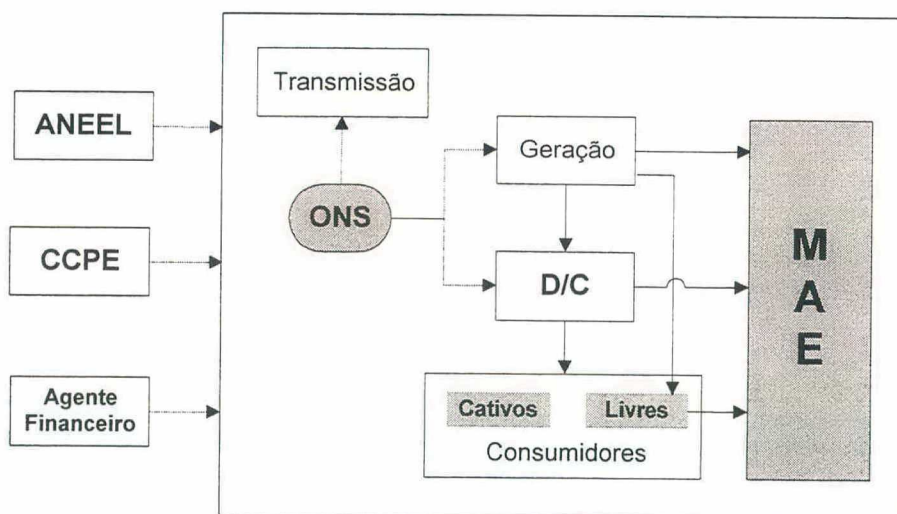 Transmissão
ANEEL
Geração
ONS
CCPE
D/C
M
A
E
Agente
Financeiro
Cativos
Livres
Consumidores